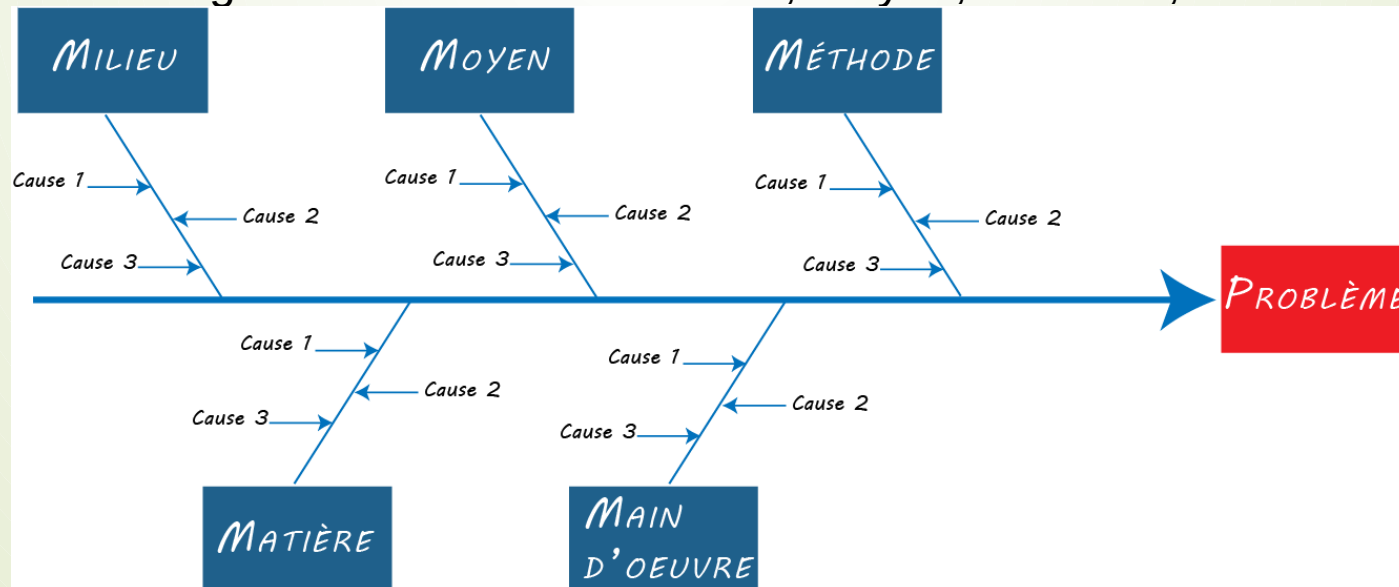 MILIEU
MOYEN
MÉTHODE
Cause 1
Cause 2
Cause 3
Cause 1
Cause 2
Cause 3
Cause 1
Cause 2
Cause 3
PROBLÈME
Cause 1
Cause 2
Cause 3
Cause 1
Cause 2
Cause 3
MATIÈRE
MAIN
D'OEUVRE